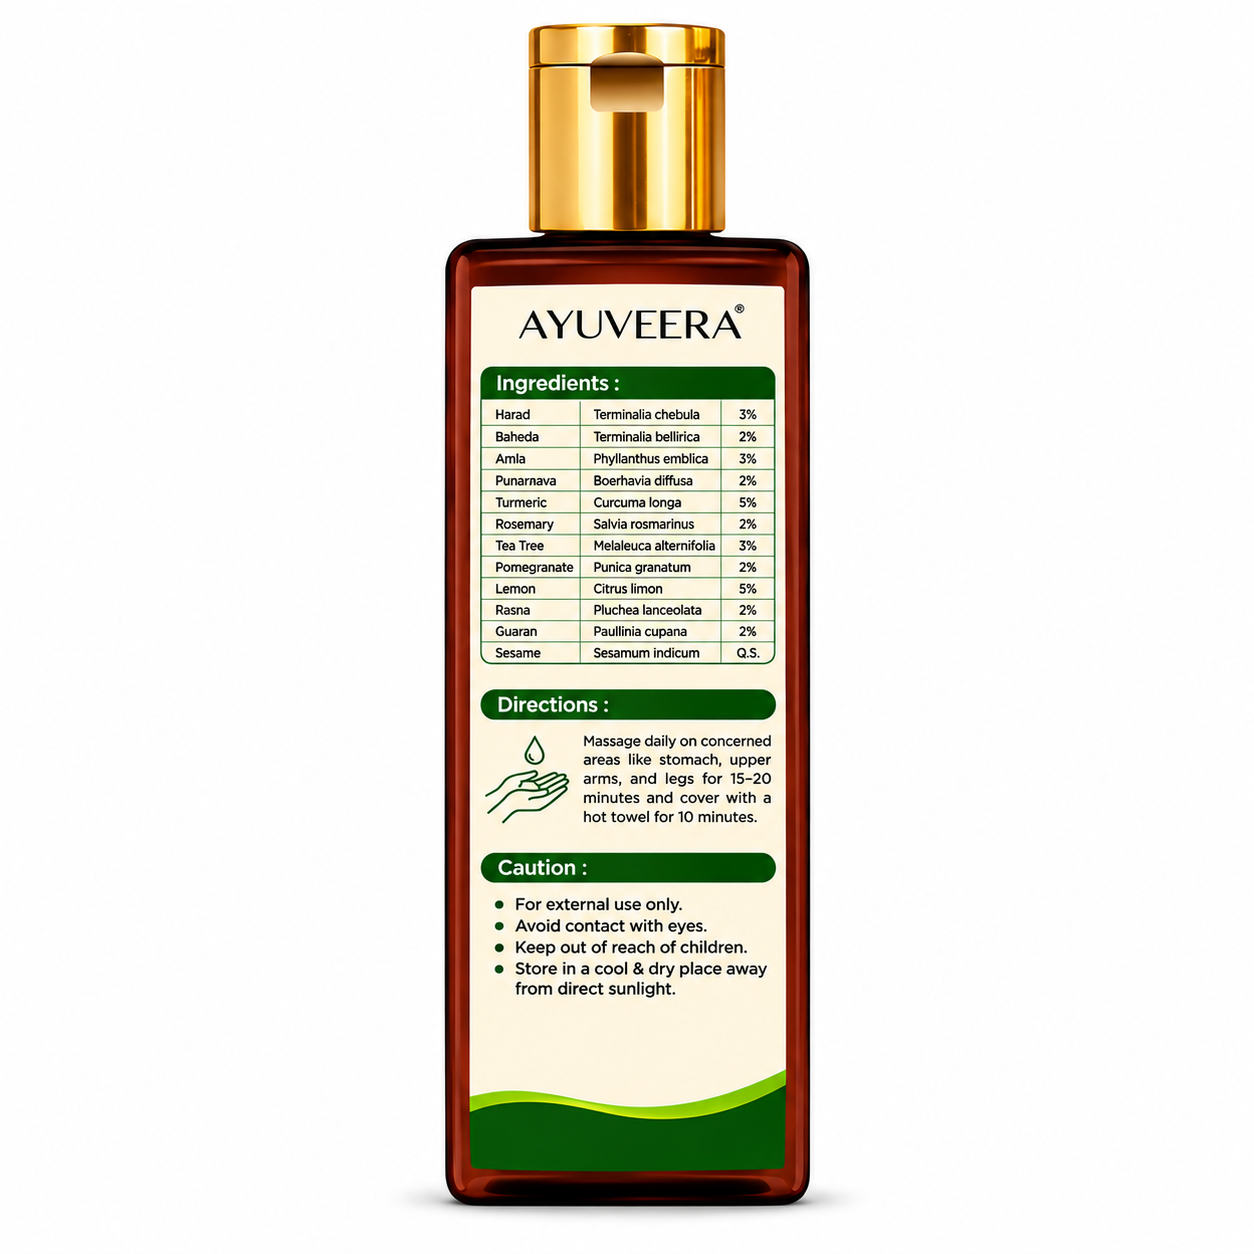 AYUVEERA®
Ingredients :
Harad Terminalia chebula 3%
Baheda Terminalia bellirica 2%
Amla Phyllanthus emblica 3%
Punarnava Boerhavia diffusa 2%
Turmeric Curcuma longa 5%
Rosemary Salvia rosmarinus 2%
Tea Tree Melaleuca alternifolia 3%
Pomegranate Punica granatum 2%
Lemon Citrus limon 5%
Rasna Pluchea lanceolata 2%
Guaran Paullinia cupana 2%
Sesame Sesamum indicum Q.S.
Directions :
Massage daily on concerned
areas like stomach, upper
arms, and legs for 15–20
minutes and cover with a
hot towel for 10 minutes.
Caution :
• For external use only.
• Avoid contact with eyes.
• Keep out of reach of children.
• Store in a cool & dry place away
from direct sunlight.